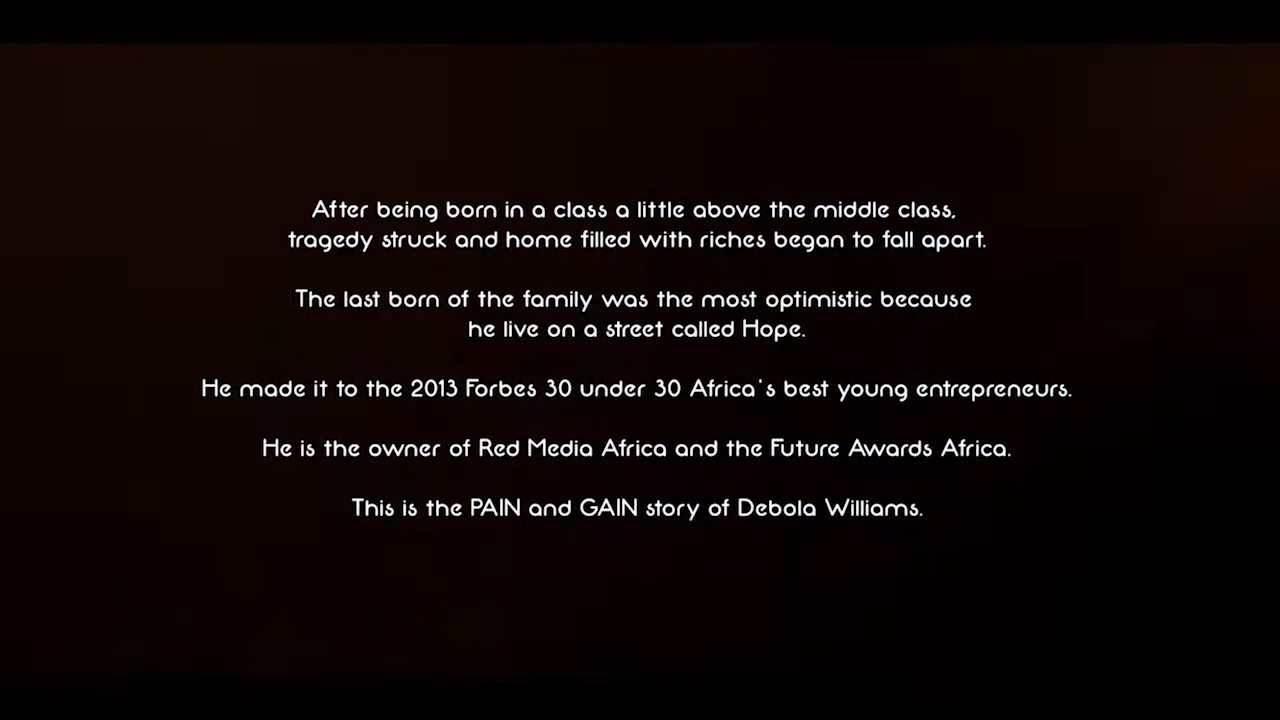 After being born in a class a little above the middle class,
tragedy struck and home filled with riches began to fall apart.
The last born of the family was the most optimistic because
he live on a street called Hope.
He made it to the 2013 Forbes 30 under 30 Africa's best young entrepreneurs.
He is the owner of Red Media Africa and the Future Awards Africa.
This is the PAIN and GAIN story of Debola Williams.